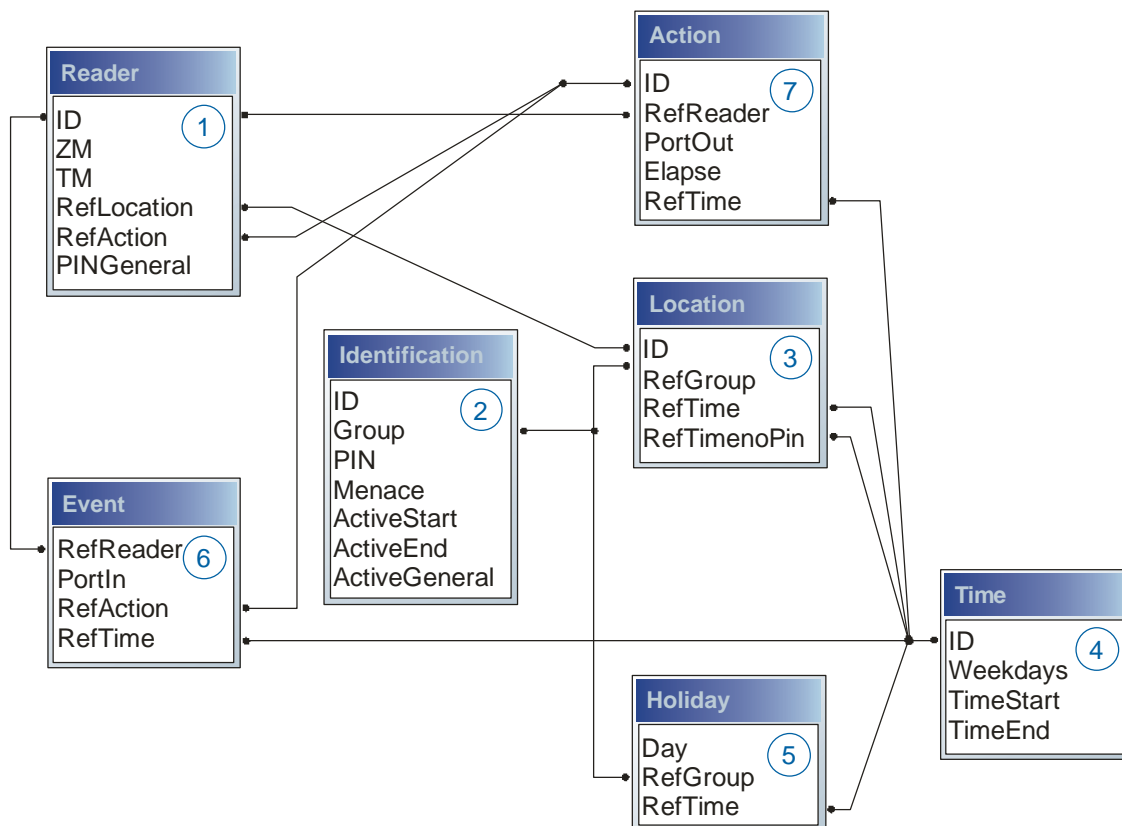 Reader
1
ID
ZM
TM
RefLocation
RefAction
PINGeneral
Action
7
ID
RefReader
PortOut
Elapse
RefTime
Identification
2
ID
Group
PIN
Menace
ActiveStart
ActiveEnd
ActiveGeneral
Location
3
ID
RefGroup
RefTime
RefTimenoPin
Event
6
RefReader
PortIn
RefAction
RefTime
Time
4
ID
Weekdays
TimeStart
TimeEnd
Holiday
5
Day
RefGroup
RefTime